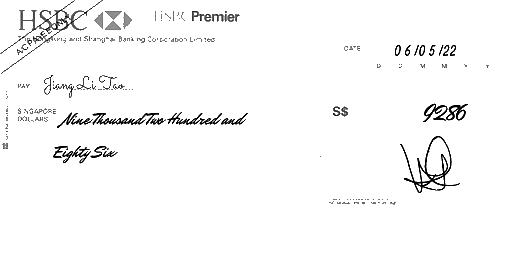 HSBC HSBC Premier
The Hongkong and Shanghai Banking Corporation Limited
A/C PAYEE ONLY
DATE 06/05/22
D D M M Y Y
PAY Jiang Li Tao
SINGAPORE
DOLLARS Nine Thousand Two Hundred and
Eighty Six
S$ 9286